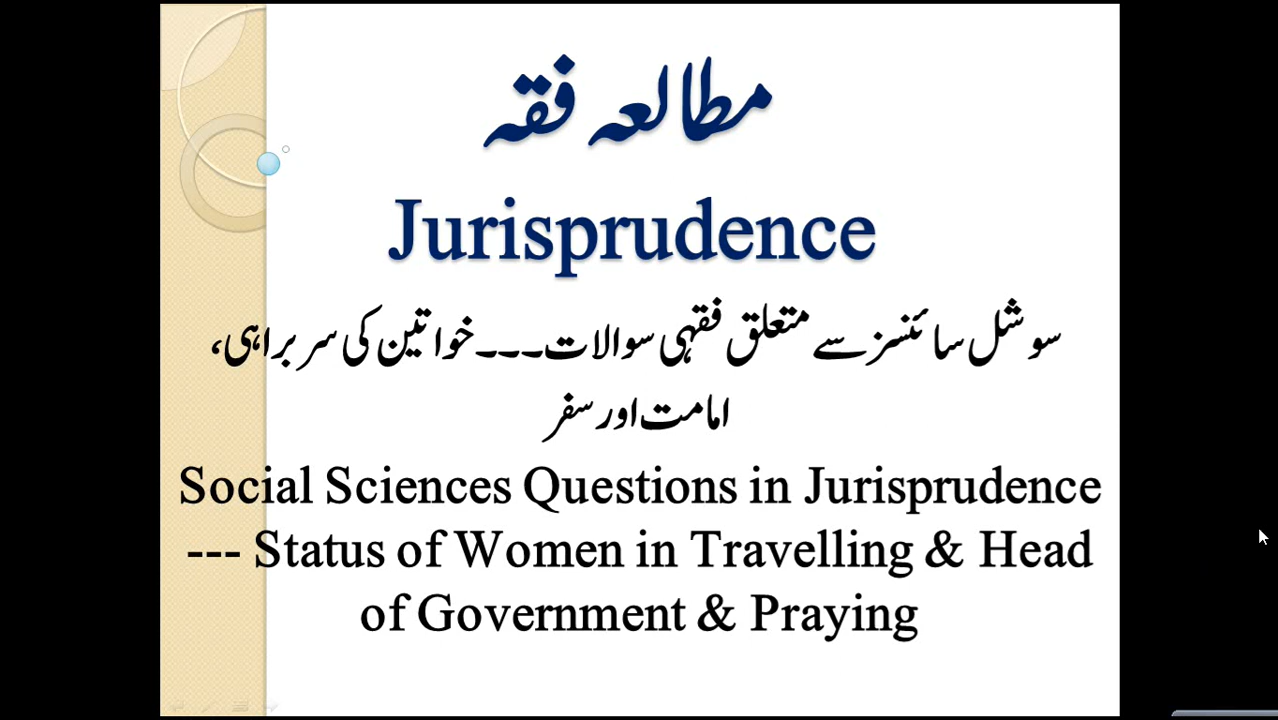 مطالعہ فقہ
Jurisprudence
سوشل سائنسز سے متعلق فقہی سوالات۔۔۔ خواتین کی سربراہی،
امامت اور سفر
Social Sciences Questions in Jurisprudence
--- Status of Women in Travelling & Head
of Government & Praying